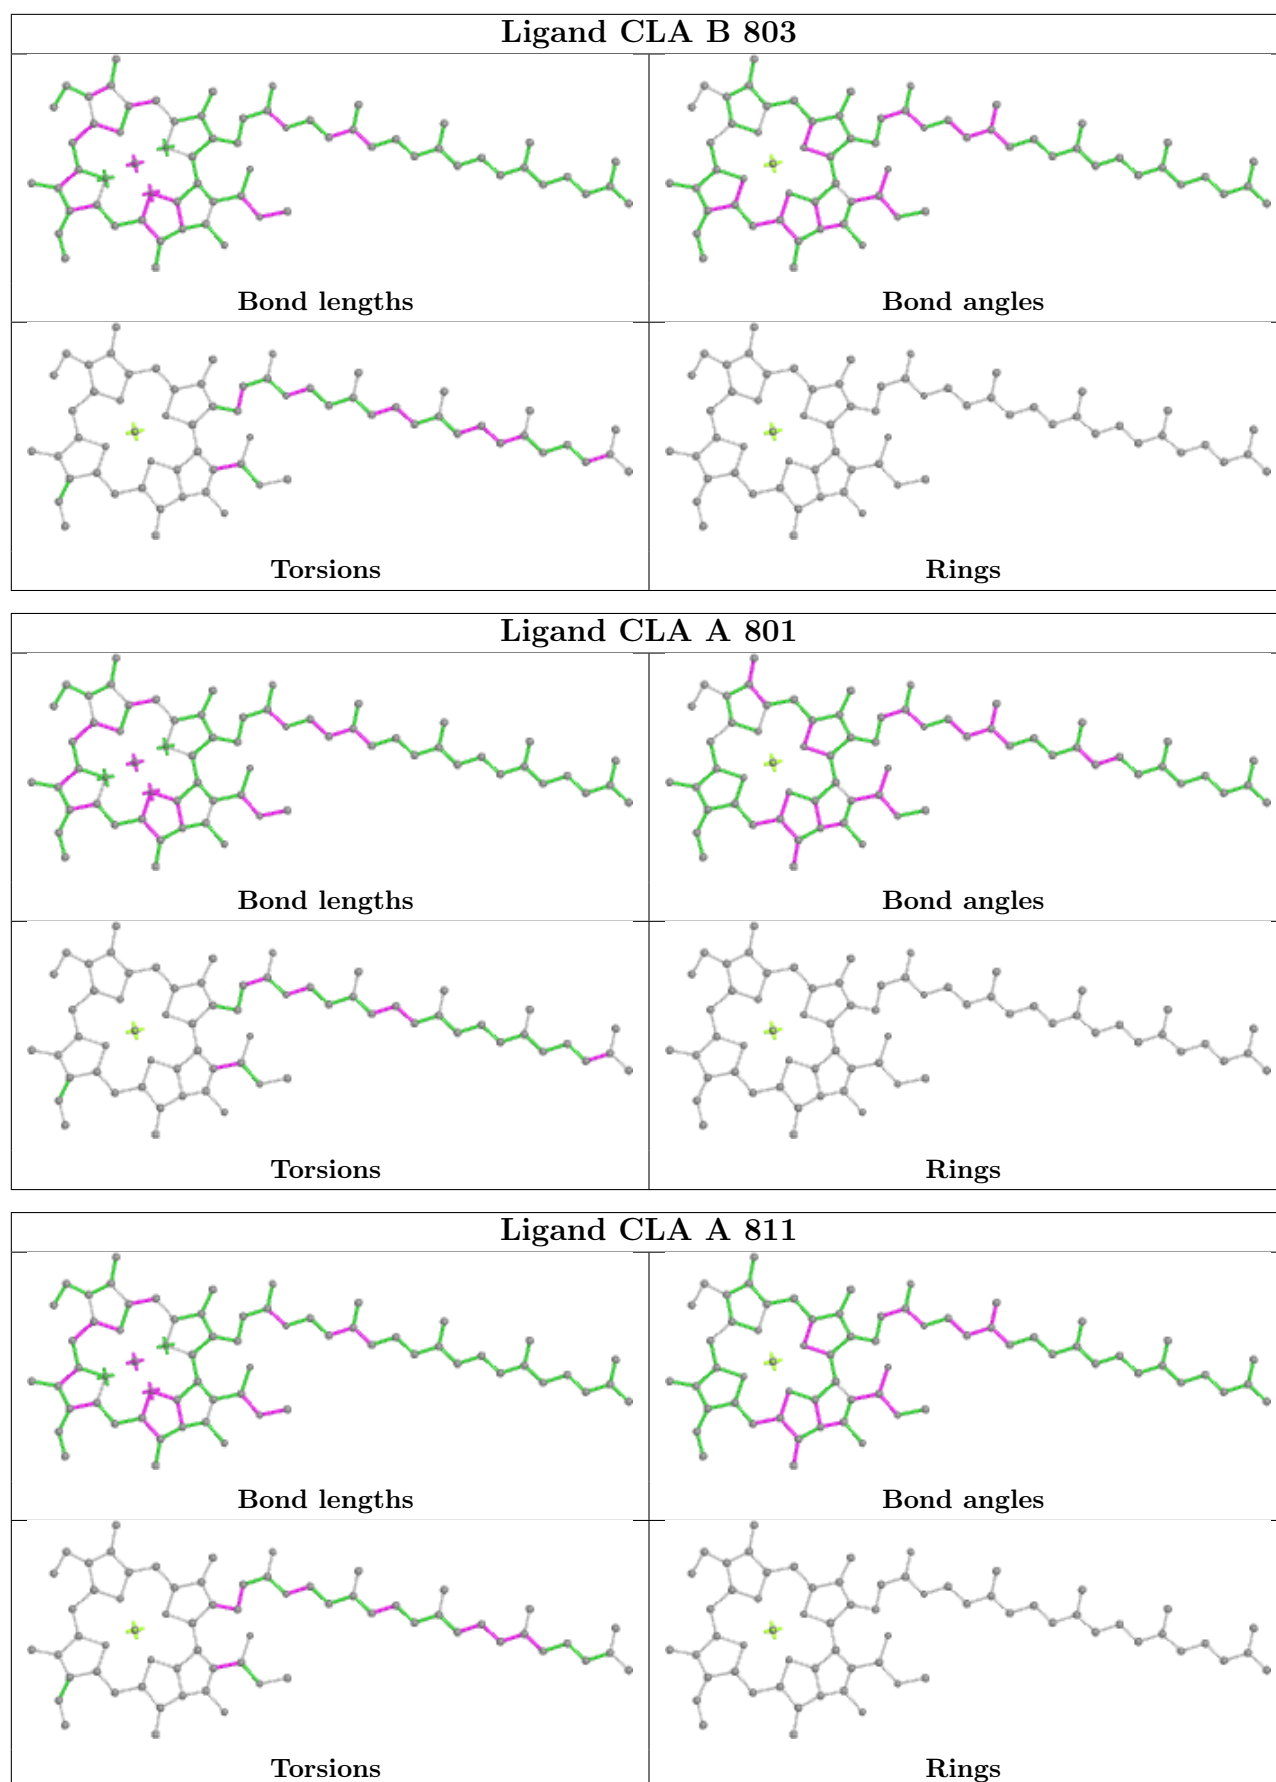 Ligand CLA B 803
Bond lengths
Bond angles
Torsions
Rings
Ligand CLA A 801
Bond lengths
Bond angles
Torsions
Rings
Ligand CLA A 811
Bond lengths
Bond angles
Torsions
Rings